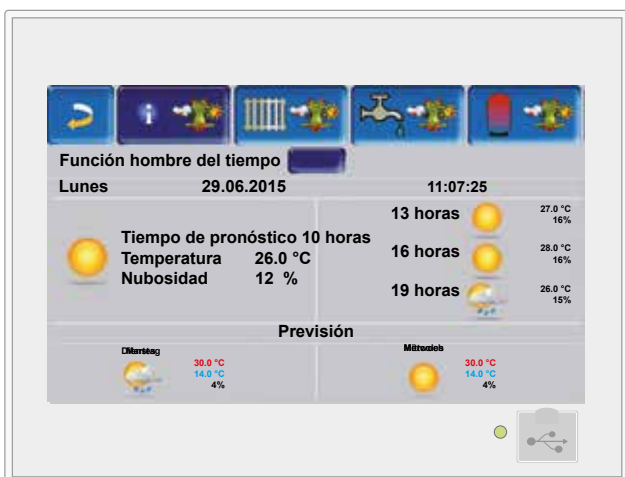 Función hombre del tiempo
Lunes 29.06.2015 11:07:25
Tiempo de pronóstico 10 horas
Temperatura 26.0 °C
Nubosidad 12 %
13 horas 27.0 °C 16%
16 horas 28.0 °C 16%
19 horas 26.0 °C 15%
Previsión
30.0 °C
14.0 °C
4%
30.0 °C
14.0 °C
4%